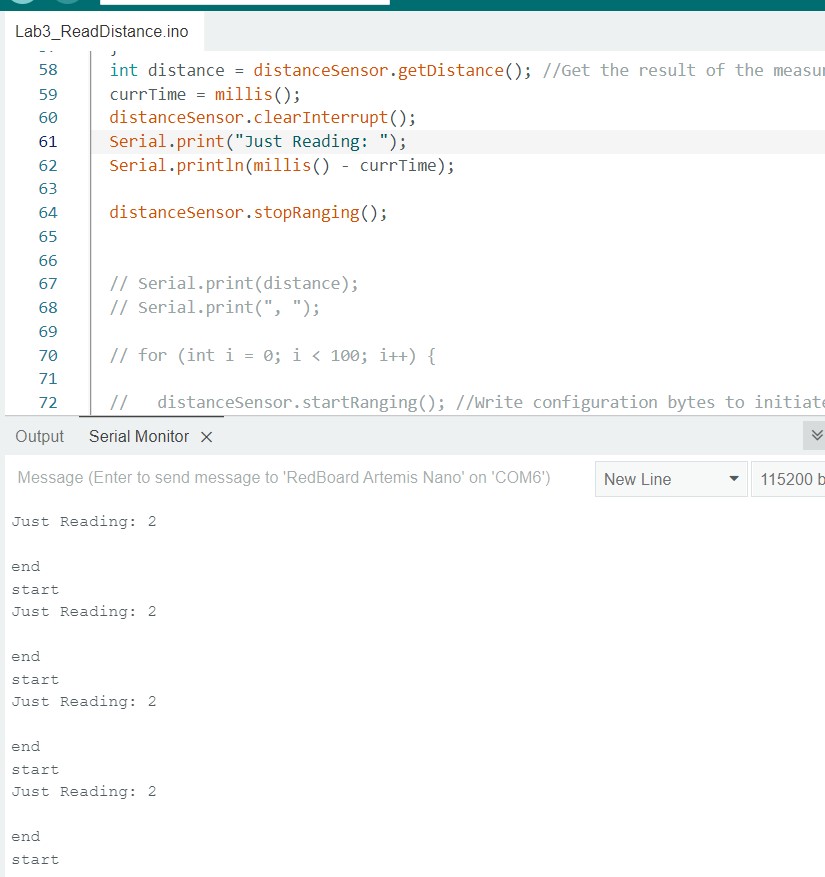 Lab3_ReadDistance.ino
58 int distance = distanceSensor.getDistance(); //Get the result of the
59 currTime = millis();
60 distanceSensor.clearInterrupt();
61 Serial.print("Just Reading: ");
62 Serial.println(millis() - currTime);
63
64 distanceSensor.stopRanging();
65
66
67 // Serial.print(distance);
68 // Serial.print(", ");
69
70 // for (int i = 0; i < 100; i++) {
71
72 //   distanceSensor.startRanging(); //Write configuration bytes to
Output Serial Monitor ×
Message (Enter to send message to 'RedBoard Artemis Nano' on 'COM6') New Line 115200 b
Just Reading: 2
end
start
Just Reading: 2
end
start
Just Reading: 2
end
start
Just Reading: 2
end
start